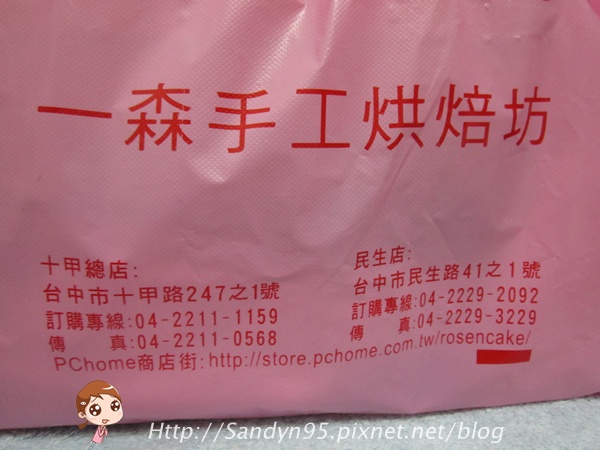 一森手工烘焙坊
十甲總店:
台中市十甲路247之1號
訂購專線:04-2211-1159
傳　真:04-2211-0568
民生店:
台中市民生路41之1號
訂購專線:04-2229-2092
傳　真:04-2229-3229
PChome商店街:http://store.pchome.com.tw/rosencake/
Http://Sandyn95.pixnet.net/blog